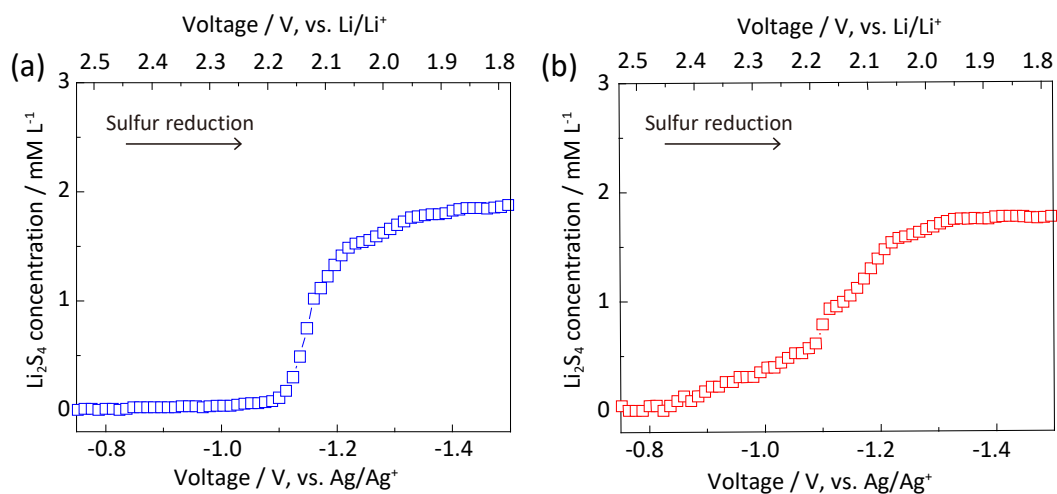 Voltage / V, vs. Li/Li⁺
(a)
2.5 2.4 2.3 2.2 2.1 2.0 1.9 1.8
3
2
1
0
Sulfur reduction
Li₂S₄ concentration / mM L⁻¹
-0.8 -1.0 -1.2 -1.4
Voltage / V, vs. Ag/Ag⁺
Voltage / V, vs. Li/Li⁺
(b)
2.5 2.4 2.3 2.2 2.1 2.0 1.9 1.8
3
2
1
0
Sulfur reduction
Li₂S₄ concentration / mM L⁻¹
-0.8 -1.0 -1.2 -1.4
Voltage / V, vs. Ag/Ag⁺